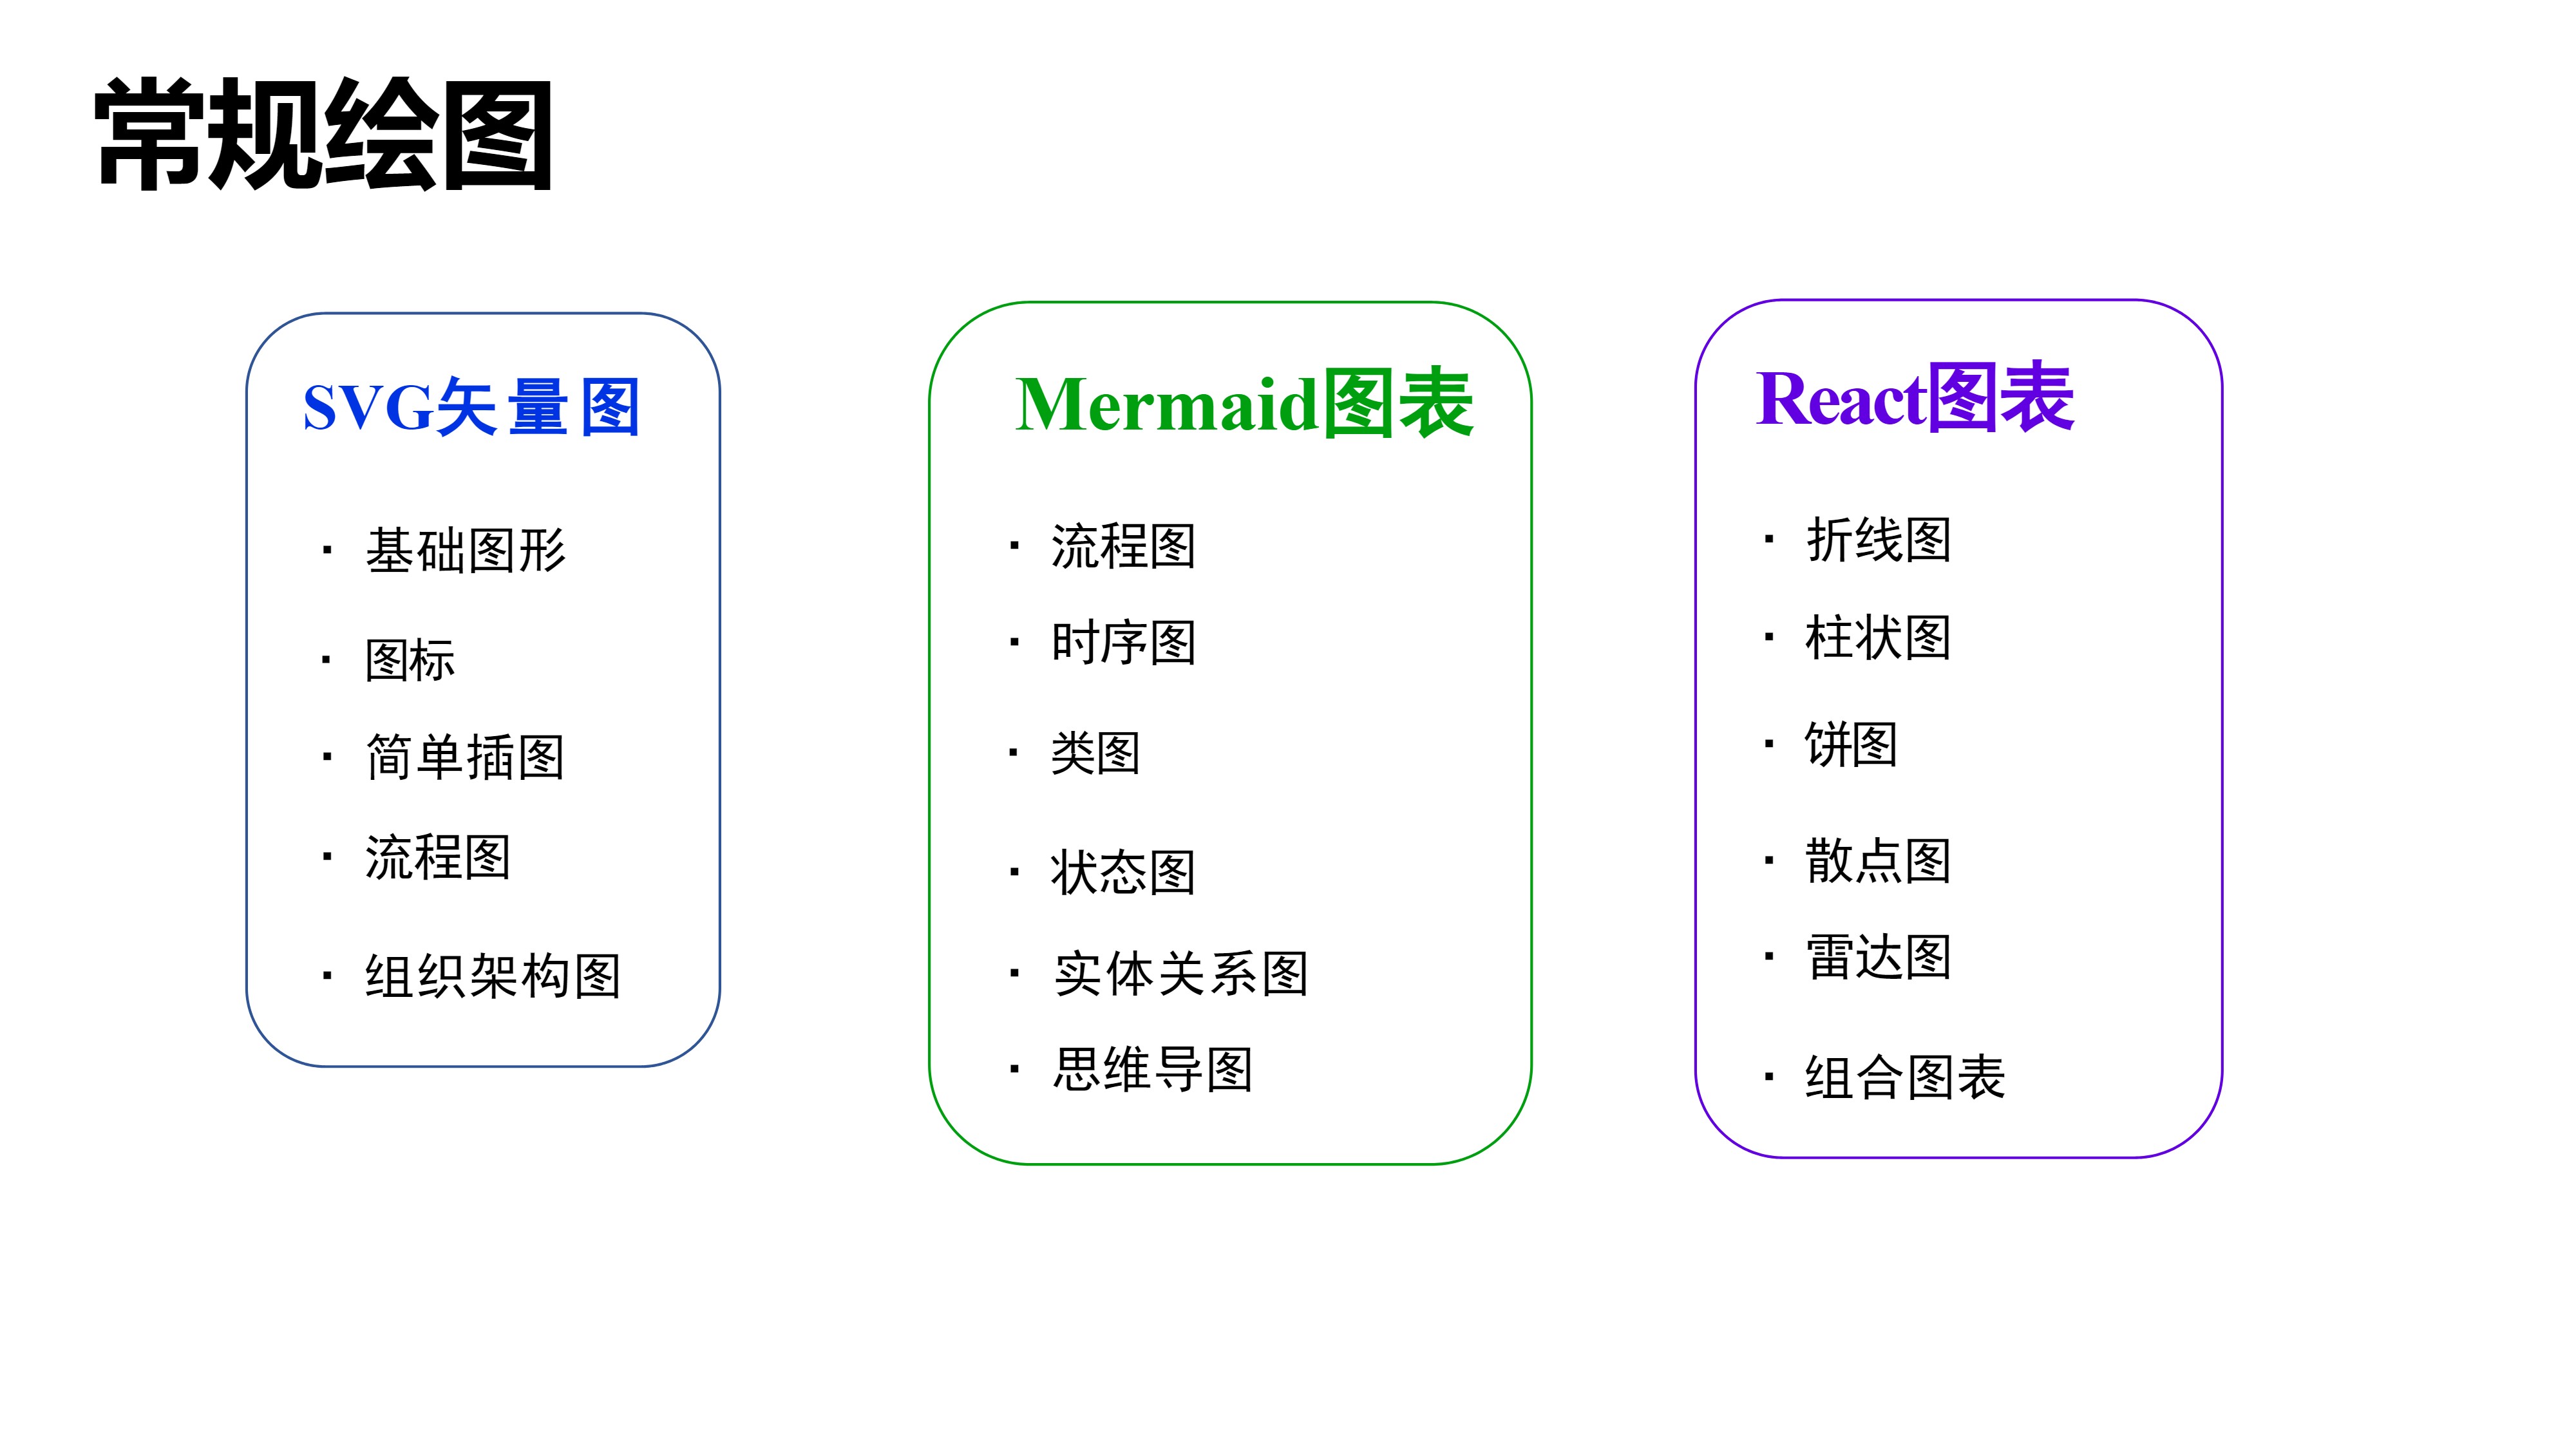 常规绘图
SVG矢量图
· 基础图形
· 图标
· 简单插图
· 流程图
· 组织架构图
Mermaid图表
· 流程图
· 时序图
· 类图
· 状态图
· 实体关系图
· 思维导图
React图表
· 折线图
· 柱状图
· 饼图
· 散点图
· 雷达图
· 组合图表